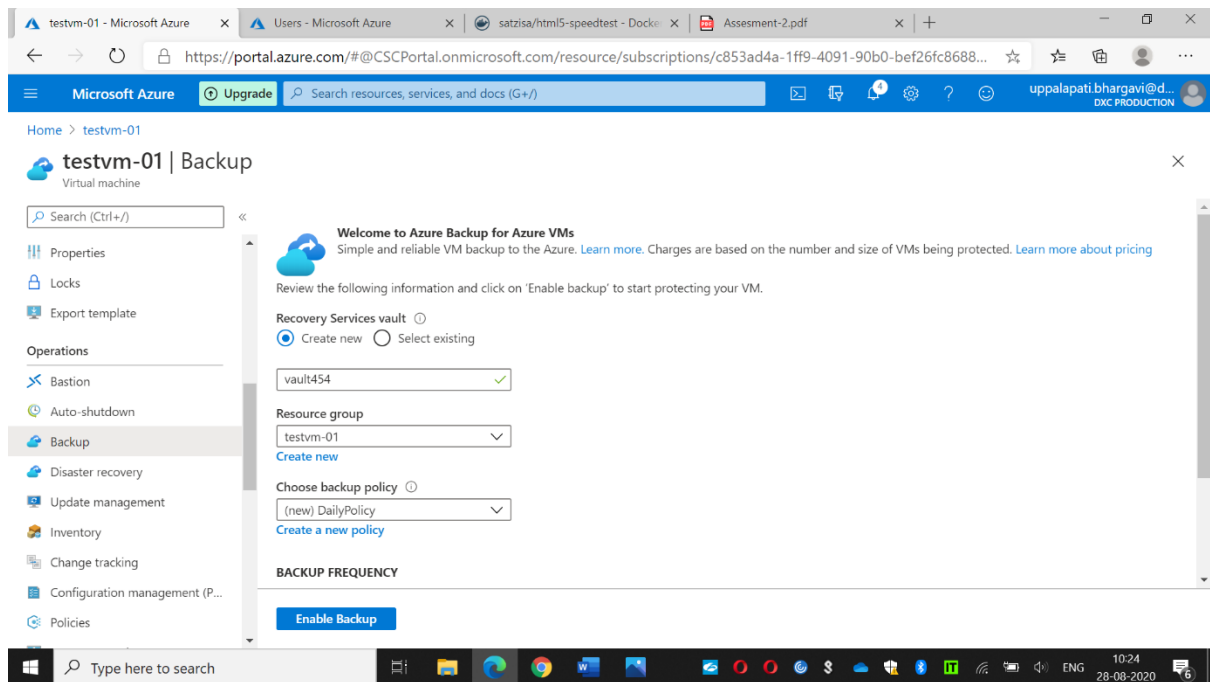 testvm-01 - Microsoft Azure
Users - Microsoft Azure
satzisa/html5-speedtest - Docke
Assesment-2.pdf
https://portal.azure.com/#@CSCPortal.onmicrosoft.com/resource/subscriptions/c853ad4a-1ff9-4091-90b0-bef26fc8688...
Microsoft Azure
Upgrade
Search resources, services, and docs (G+/)
4
uppalapati.bhargavi@d...
DXC PRODUCTION
Home > testvm-01
testvm-01 | Backup
Virtual machine
Search (Ctrl+/)
Properties
Locks
Export template
Operations
Bastion
Auto-shutdown
Backup
Disaster recovery
Update management
Inventory
Change tracking
Configuration management (P...
Policies
Welcome to Azure Backup for Azure VMs
Simple and reliable VM backup to the Azure. Learn more. Charges are based on the number and size of VMs being protected. Learn more about pricing
Review the following information and click on 'Enable backup' to start protecting your VM.
Recovery Services vault
Create new Select existing
vault454
Resource group
testvm-01
Create new
Choose backup policy
(new) DailyPolicy
Create a new policy
BACKUP FREQUENCY
Enable Backup
Type here to search
ENG
10:24
28-08-2020
6